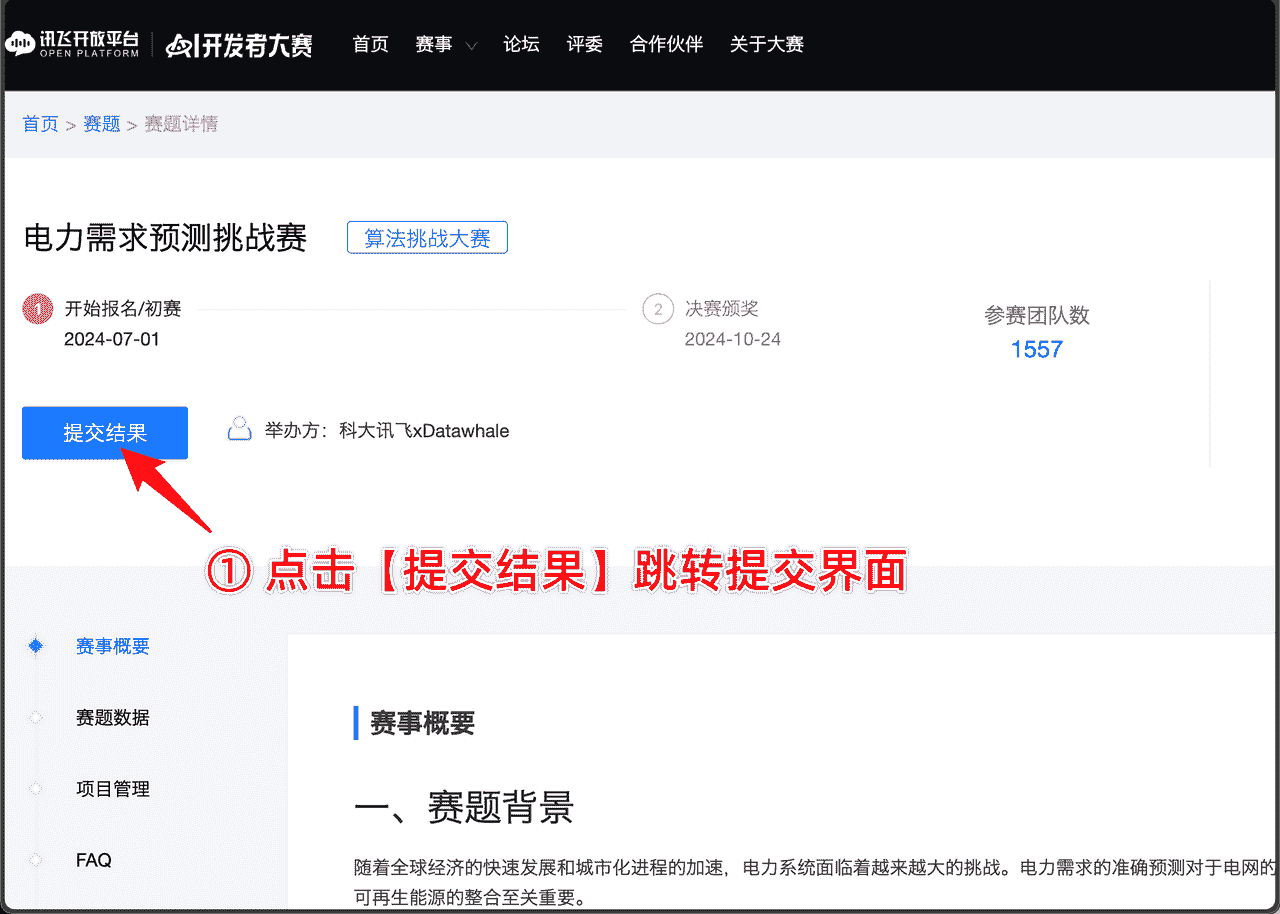 讯飞开放平台
OPEN PLATFORM
AI开发者大赛
首页 赛事 论坛 评委 合作伙伴 关于大赛
首页 > 赛题 > 赛题详情
电力需求预测挑战赛 算法挑战大赛
1 开始报名/初赛
2024-07-01
2 决赛颁奖
2024-10-24
参赛团队数
1557
提交结果 举办方：科大讯飞xDatawhale
① 点击【提交结果】跳转提交界面
赛事概要
赛题数据
项目管理
FAQ
赛事概要
一、赛题背景
随着全球经济的快速发展和城市化进程的加速，电力系统面临着越来越大的挑战。电力需求的准确预测对于电网的
可再生能源的整合至关重要。